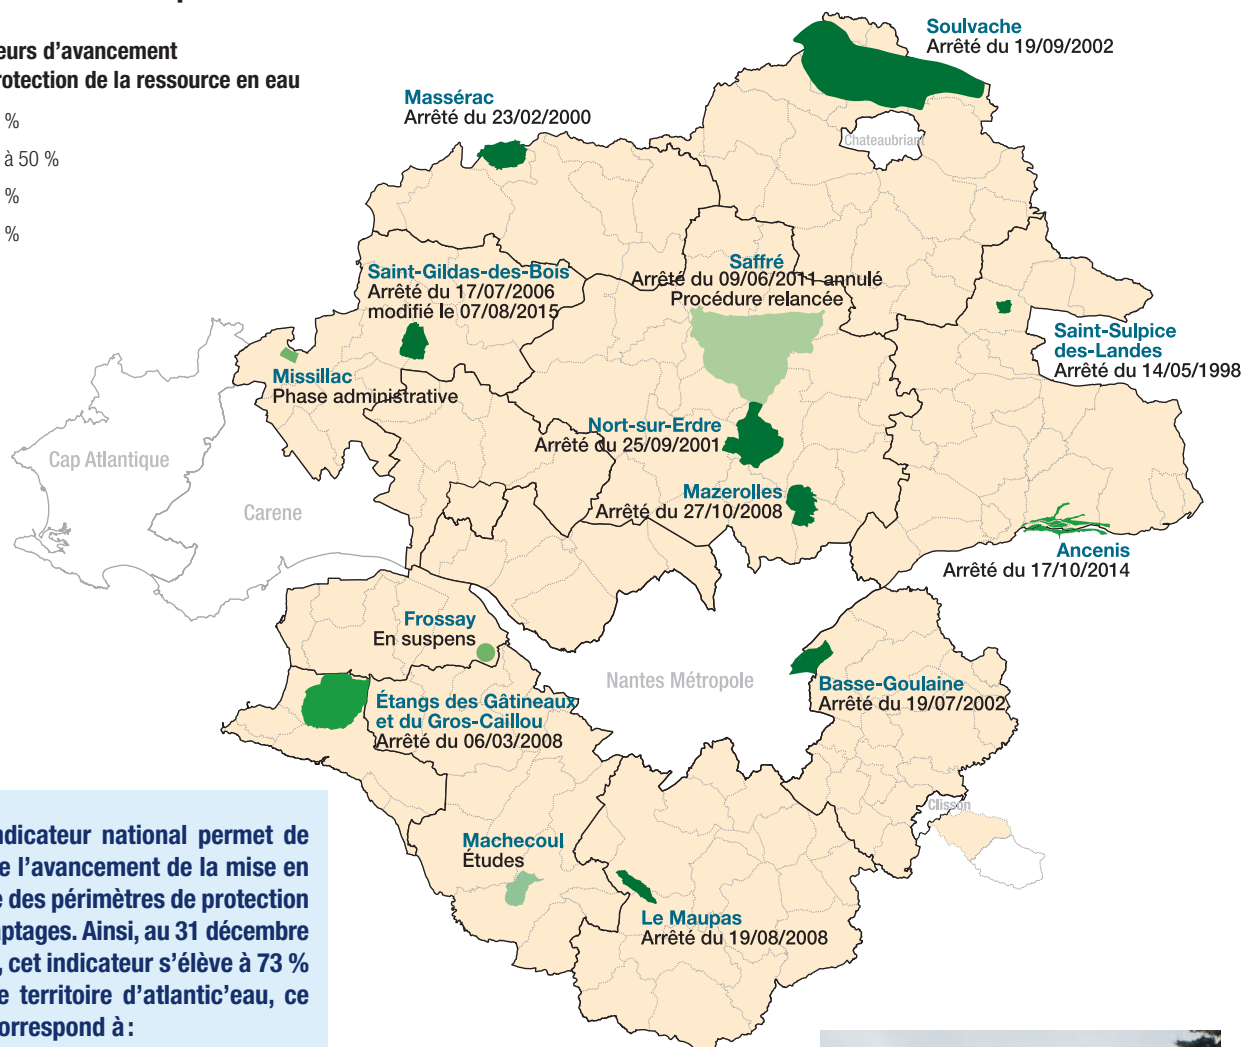 eurs d'avancement
rotection de la ressource en eau
%
à 50 %
%
%
Soulvache
Arrêté du 19/09/2002
Massérac
Arrêté du 23/02/2000
Chateaubriant
Saint-Gildas-des-Bois
Arrêté du 17/07/2006
modifié le 07/08/2015
Saffré
Arrêté du 09/06/2011 annulé
Procédure relancée
Saint-Sulpice
des-Landes
Arrêté du 14/05/1998
Missillac
Phase administrative
Nort-sur-Erdre
Arrêté du 25/09/2001
Cap Atlantique
Carene
Mazerolles
Arrêté du 27/10/2008
Ancenis
Arrêté du 17/10/2014
Frossay
En suspens
Nantes Métropole
Basse-Goulaine
Arrêté du 19/07/2002
Étangs des Gâtineaux
et du Gros-Caillou
Arrêté du 06/03/2008
Clisson
Machecoul
Études
Le Maupas
Arrêté du 19/08/2008
ndicateur national permet de
e l'avancement de la mise en
e des périmètres de protection
aptages. Ainsi, au 31 décembre
, cet indicateur s'élève à 73 %
e territoire d'atlantic'eau, ce
orrespond à :